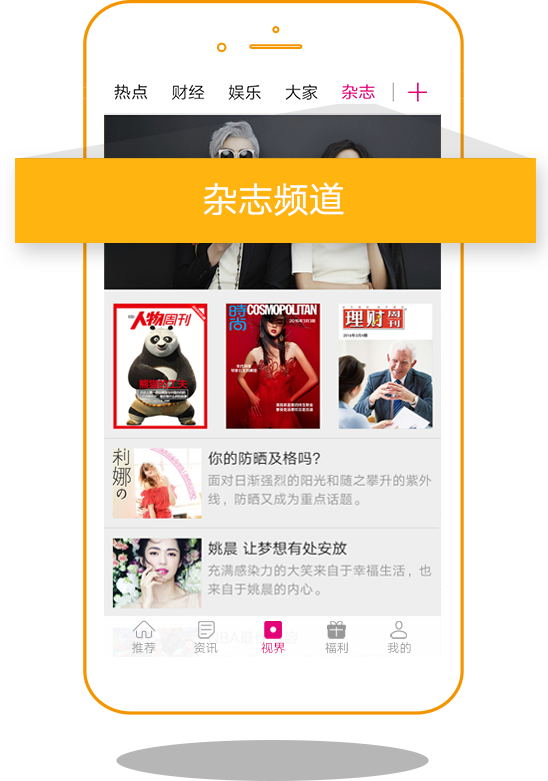 热点 财经 娱乐 大家 杂志
杂志频道
人物周刊
熊猫的工夫
時尚 COSMOPOLITAN
理财周刊
利娜の
你的防晒及格吗?
面对日渐强烈的阳光和随之攀升的紫外
线，防晒又成为重点话题。
姚晨 让梦想有处安放
充满感染力的大笑来自于幸福生活，也
来自于姚晨的内心。
推荐 资讯 视界 福利 我的